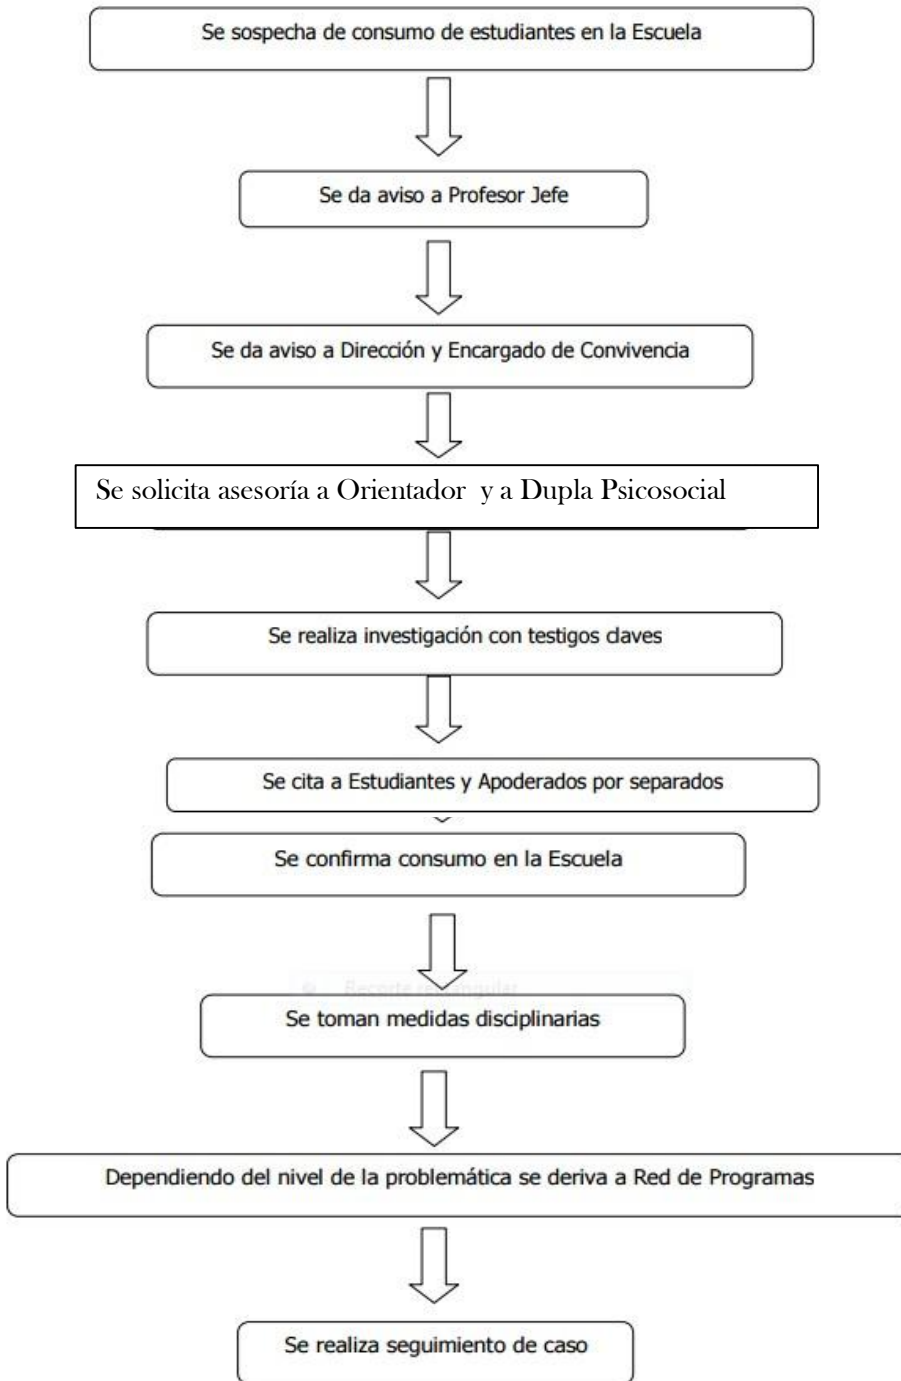 Se sospecha de consumo de estudiantes en la Escuela
Se da aviso a Profesor Jefe
Se da aviso a Dirección y Encargado de Convivencia
Se solicita asesoría a Orientador y a Dupla Psicosocial
Se realiza investigación con testigos claves
Se cita a Estudiantes y Apoderados por separados
Se confirma consumo en la Escuela
Recorte rectangular
Se toman medidas disciplinarias
Dependiendo del nivel de la problemática se deriva a Red de Programas
Se realiza seguimiento de caso